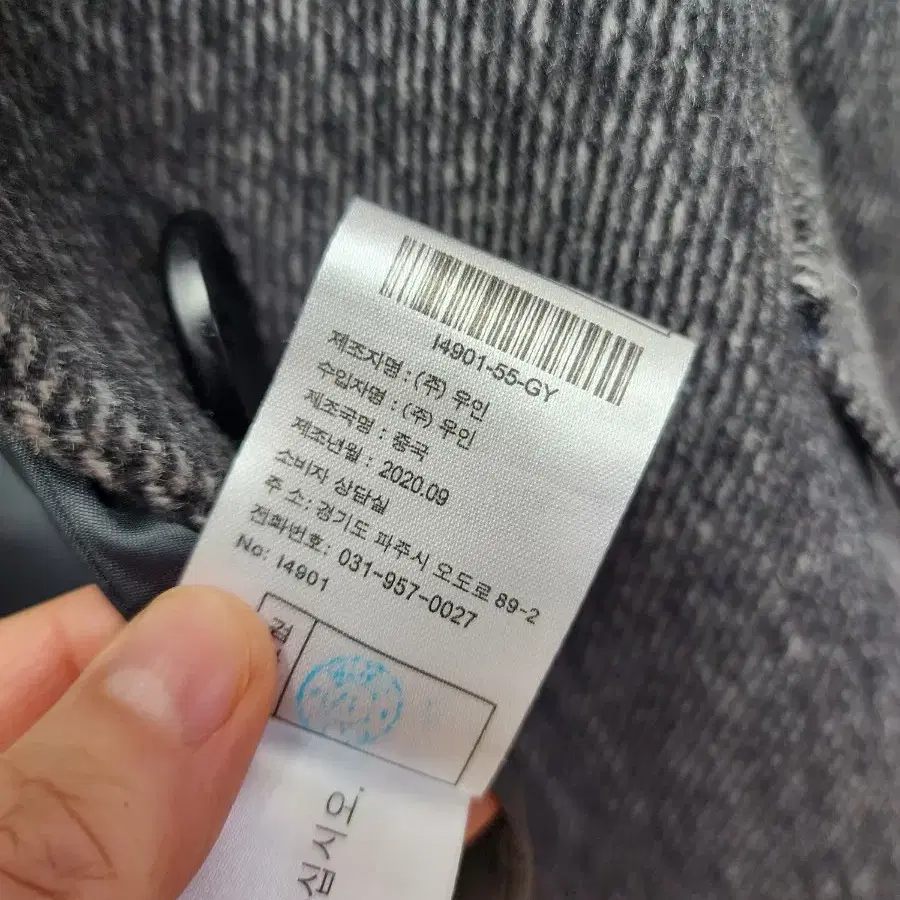 I4901-55-GY
제조자명 : (주) 우인
수입자명 : (주) 우인
제조국명 : 중국
제조년월 : 2020.09
소비자 상담실
주 소: 경기도 파주시 오도로 89-2
전화번호: 031-957-0027
No: I4901
검